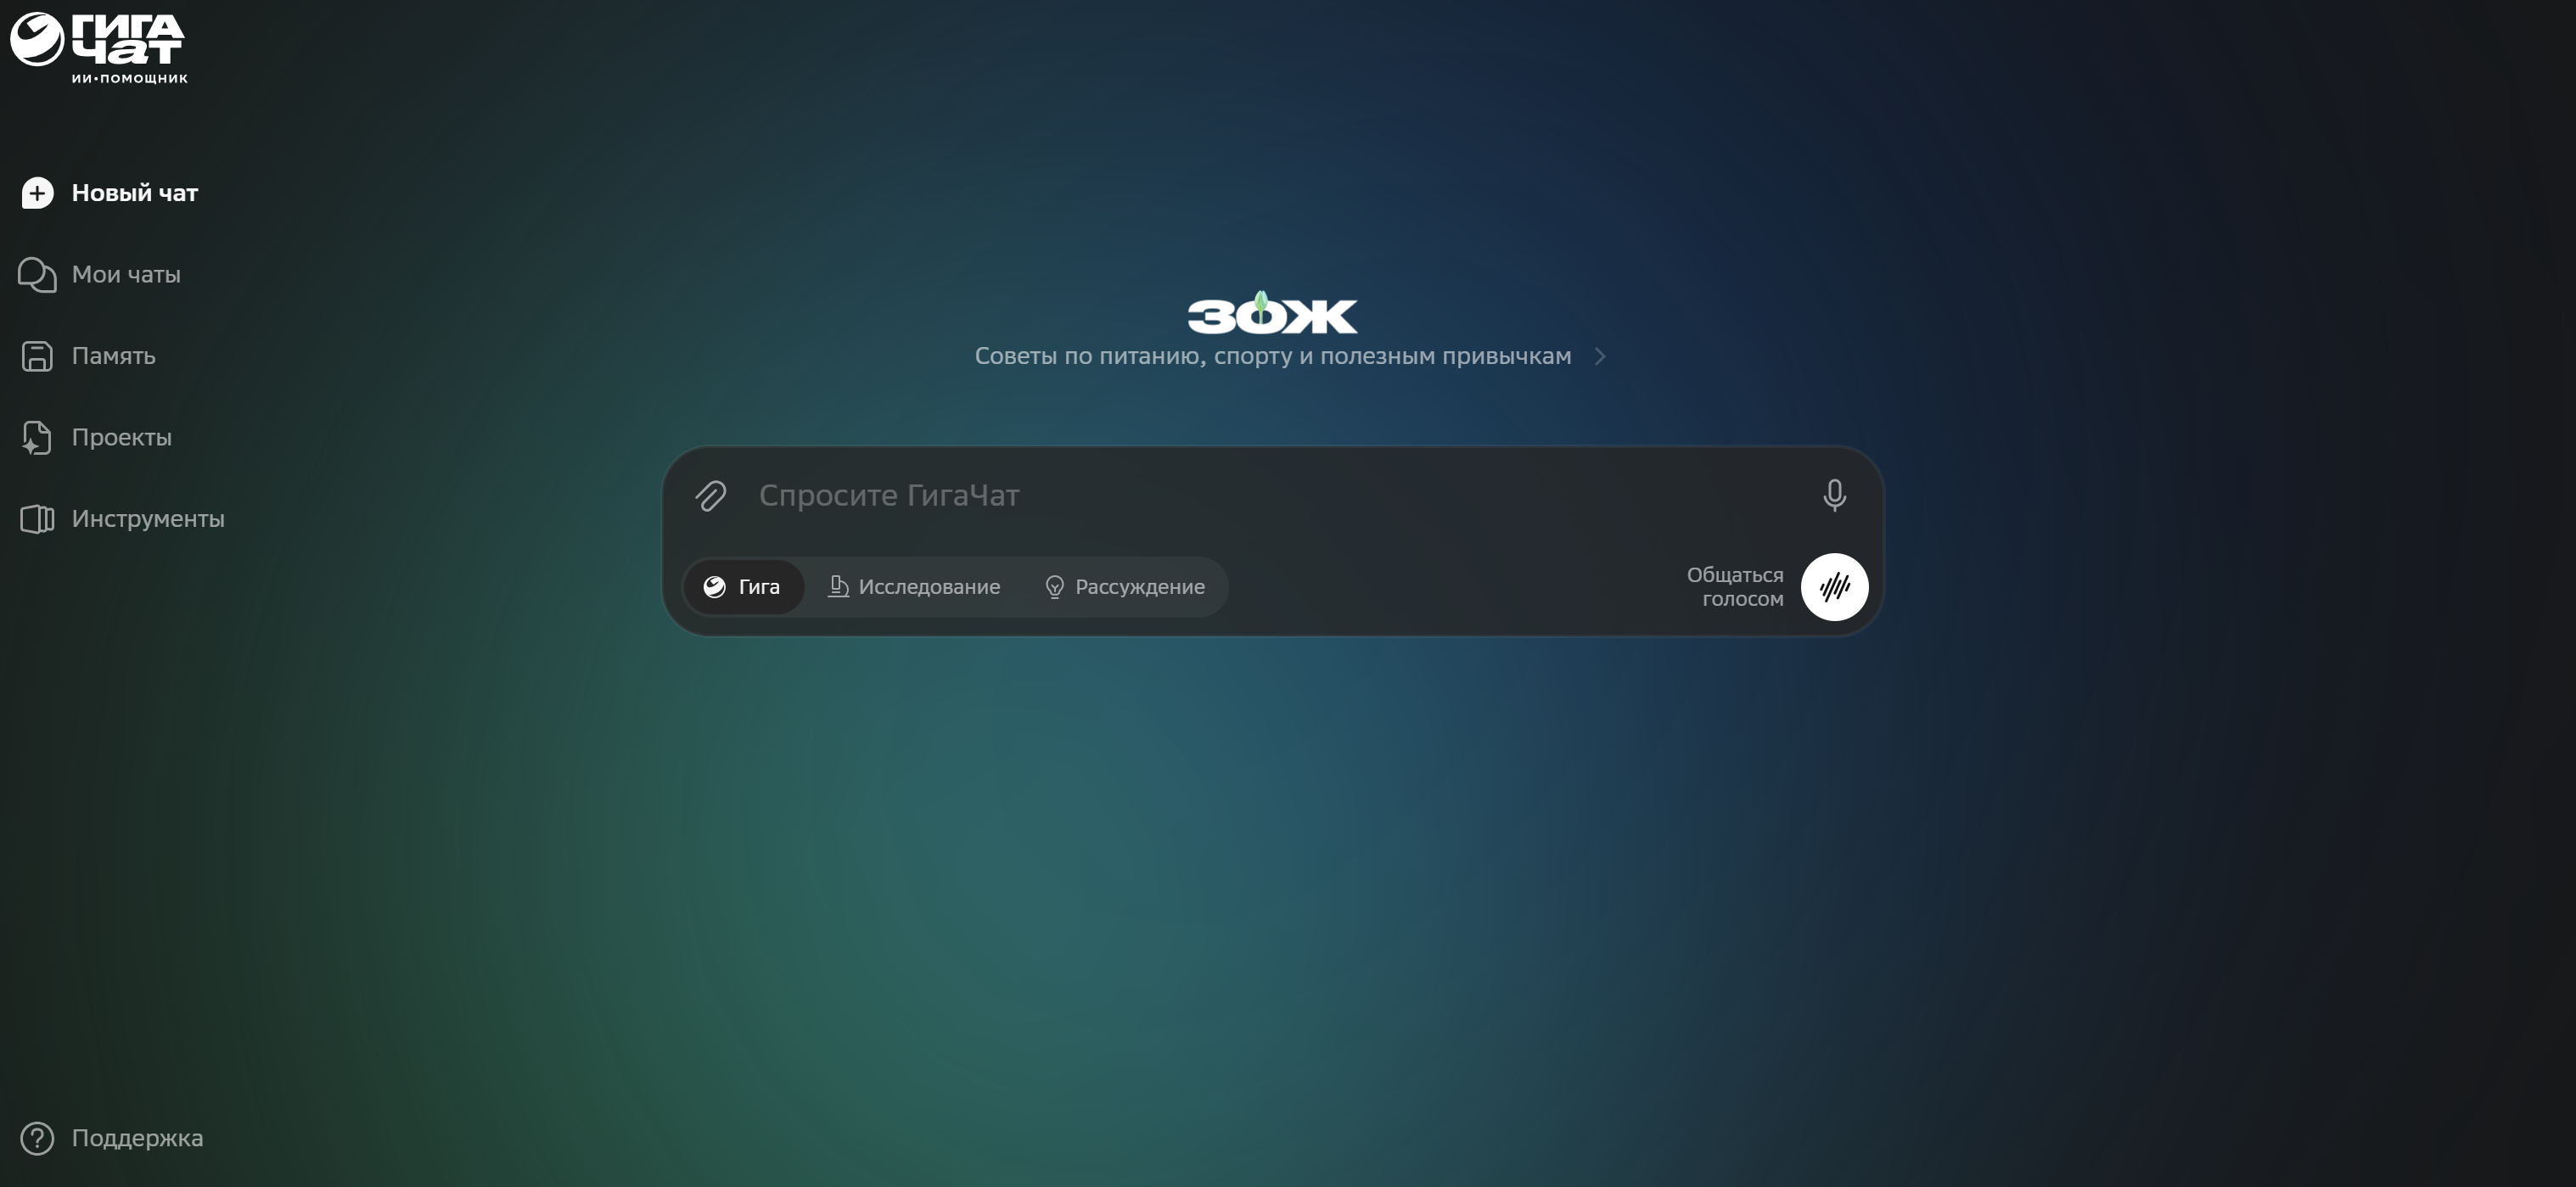 ГИГА
ЧАТ
ИИ•ПОМОЩНИК
Новый чат
Мои чаты
Память
Проекты
Инструменты
ЗОЖ
Советы по питанию, спорту и полезным привычкам
Спросите ГигаЧат
Гига
Исследование
Рассуждение
Общаться
голосом
Поддержка